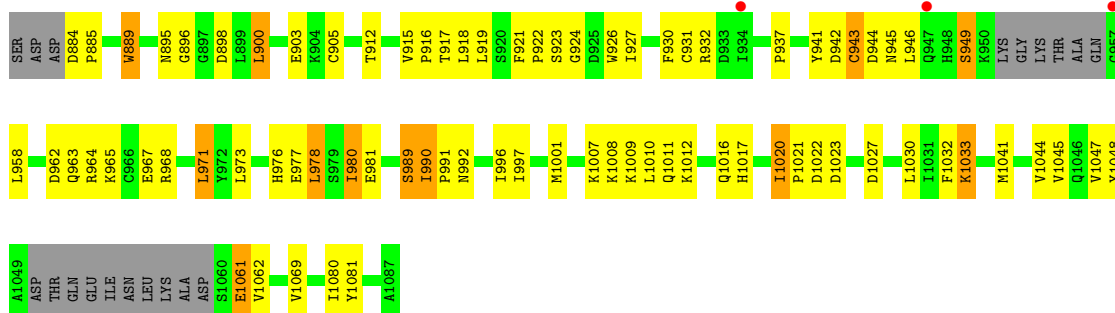 SER ASP ASP D884 P885 W889 N895 G896 G897 D898 L899 L900 E903 K904 C905 T912 V915 P916 T917 L918 L919 S920 F921 P922 S923 G924 D925 W926 I927 F930 C931 R932 D933 I934 P937 Y941 D942 C943 D944 N945 L946 Q947 H948 S949 K950 LYS GLY LYS THR ALA GLN G957
L958 D962 Q963 R964 K965 C966 E967 R968 L971 Y972 L973 H976 E977 L978 S979 I980 E981 S989 I990 P991 N992 I996 I997 M1001 K1007 K1008 K1009 L1010 Q1011 K1012 Q1016 H1017 I1020 P1021 D1022 D1023 D1027 L1030 I1031 F1032 K1033 M1041 V1044 V1045 Q1046 V1047
A1049 ASP THR GLN GLU ILE ASN LEU LYS ALA ASP S1060 E1061 V1062 V1069 I1080 Y1081 A1087